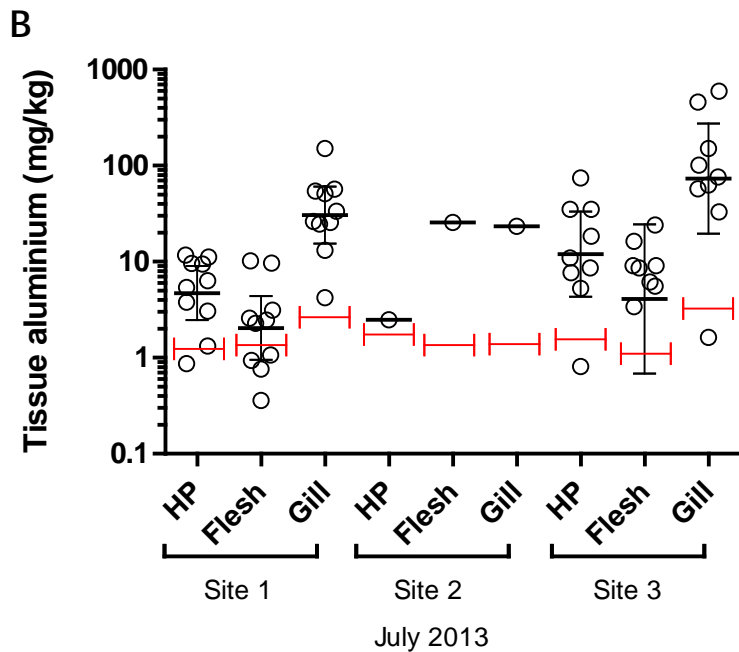 B
Tissue aluminium (mg/kg)
1000
100
10
1
0.1
HP Flesh Gill HP Flesh Gill HP Flesh Gill
Site 1 Site 2 Site 3
July 2013